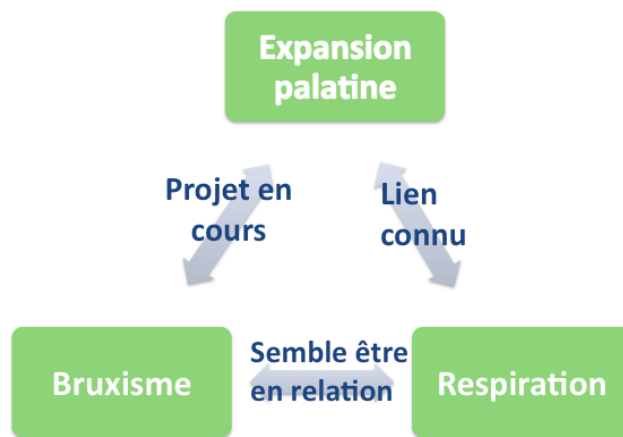 Expansion
palatine
Projet en
cours
Lien
connu
Bruxisme
Semble être
en relation
Respiration